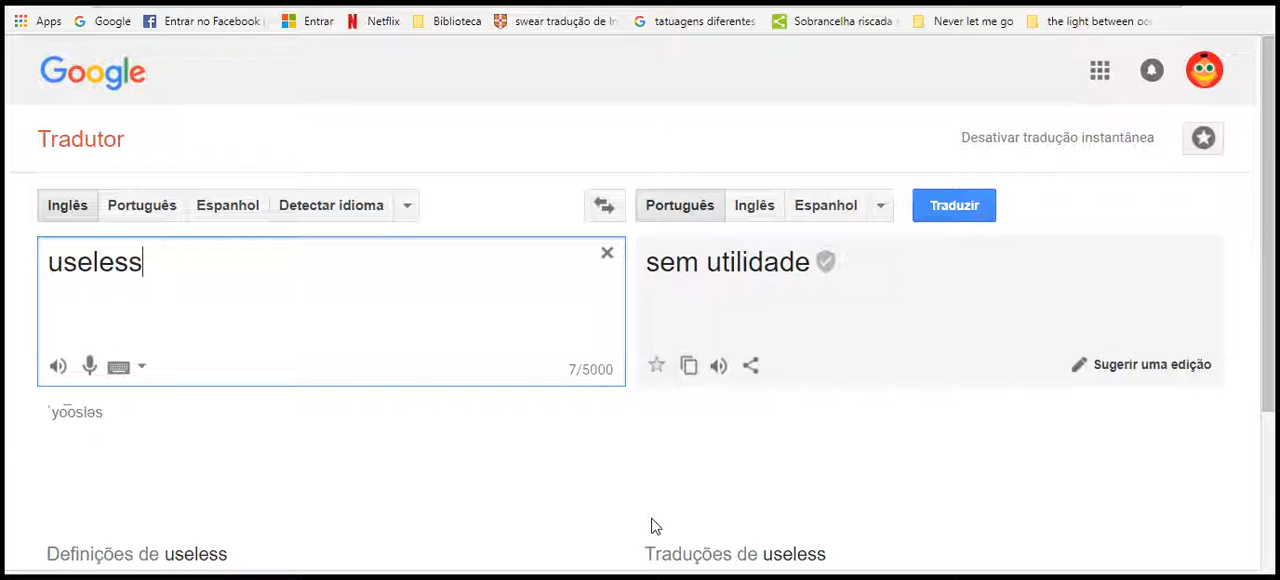 Apps Google Entrar no Facebook Entrar Netflix Biblioteca swear tradução de In tatuagens diferentes Sobrancelha riscada Never let me go the light between oce
Google
Tradutor Desativar tradução instantânea
Inglês Português Espanhol Detectar idioma Português Inglês Espanhol Traduzir
useless sem utilidade
7/5000 Sugerir uma edição
ˈyo͞osləs
Definições de useless Traduções de useless